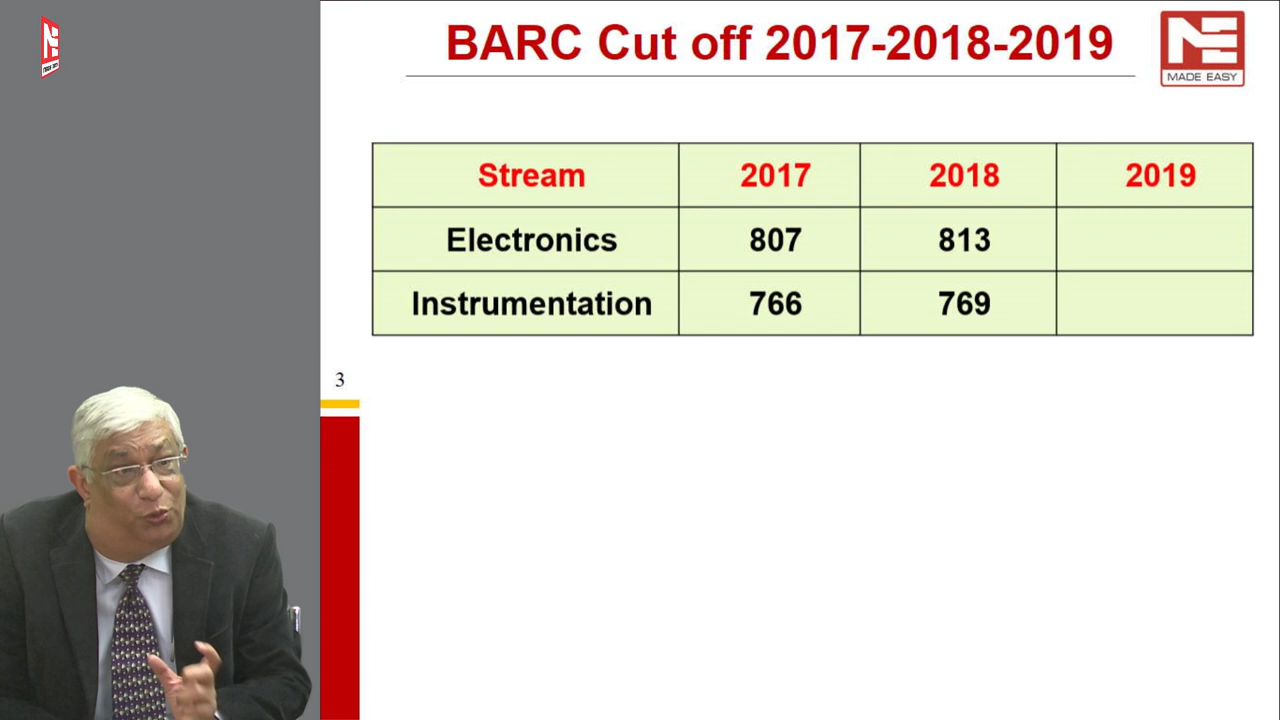 BARC Cut off 2017-2018-2019
MADE EASY
Stream 2017 2018 2019
Electronics 807 813
Instrumentation 766 769
3